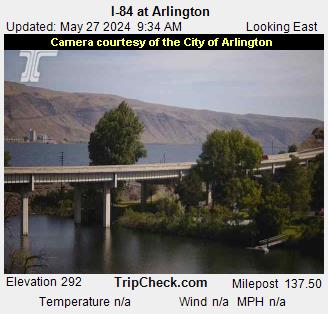 I-84 at Arlington
Updated: May 27 2024 9:34 AM Looking East
Camera courtesy of the City of Arlington
Elevation 292 TripCheck.com Milepost 137.50
Temperature n/a Wind n/a MPH n/a